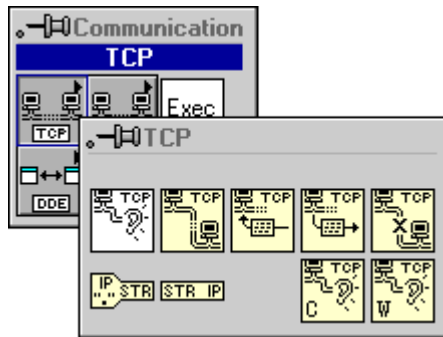 Communication
TCP
Exec
TCP
DDE
TCP
TCP TCP TCP TCP TCP
IP STR STR IP
TCP TCP
C W